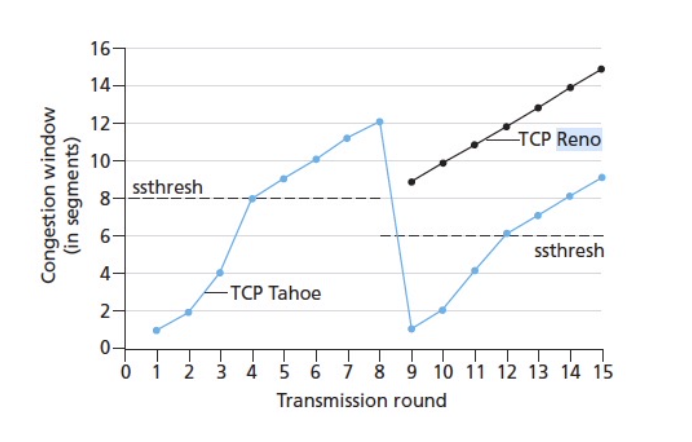 Congestion window
(in segments)
16
14
12
10
8
6
4
2
0
ssthresh
TCP Tahoe
TCP Reno
ssthresh
0 1 2 3 4 5 6 7 8 9 10 11 12 13 14 15
Transmission round